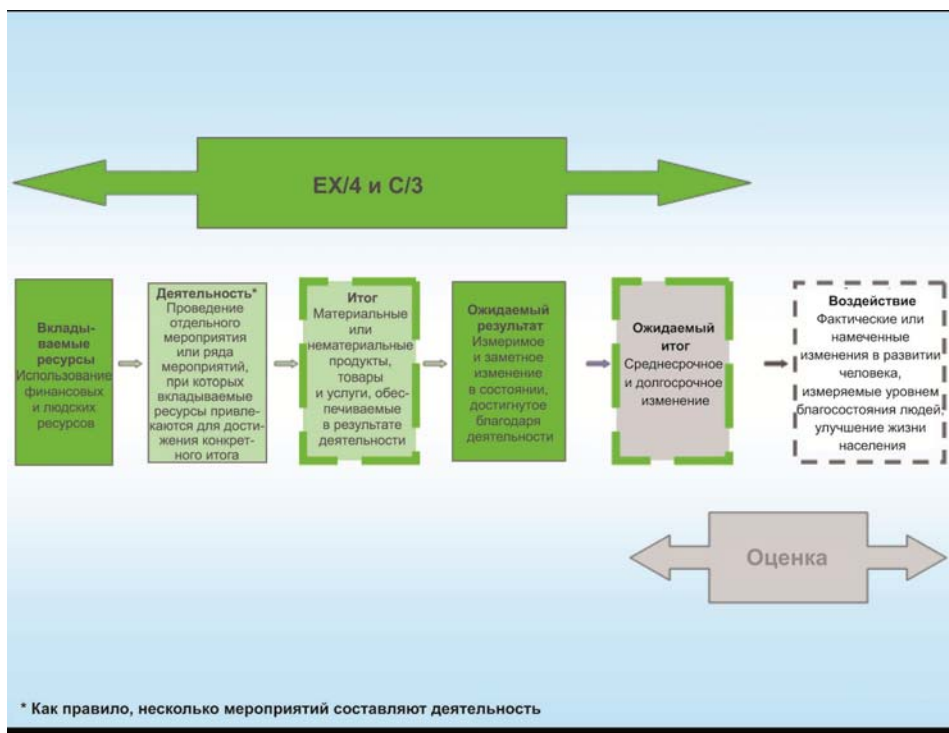 EX/4 и C/3
Вклады-
ваемые
ресурсы
Использование
финансовых
и людских
ресурсов
Деятельность*
Проведение
отдельного
мероприятия
или ряда
мероприятий,
при которых
вкладываемые
ресурсы привле-
каются для дости-
жения конкрет-
ного итога
Итог
Материальные
или
нематериальные
продукты,
товары
и услуги, обес-
печиваемые
в результате
деятельности
Ожидаемый
результат
Измеримое
и заметное
изменение
в состоянии,
достигнутое
благодаря
деятельности
Ожидаемый
итог
Среднесрочное
и долгосрочное
изменение
Воздействие
Фактические или
намеченные
изменения в развитии
человека,
измеряемые уровнем
благосостояния людей,
улучшение жизни
населения
Оценка
* Как правило, несколько мероприятий составляют деятельность